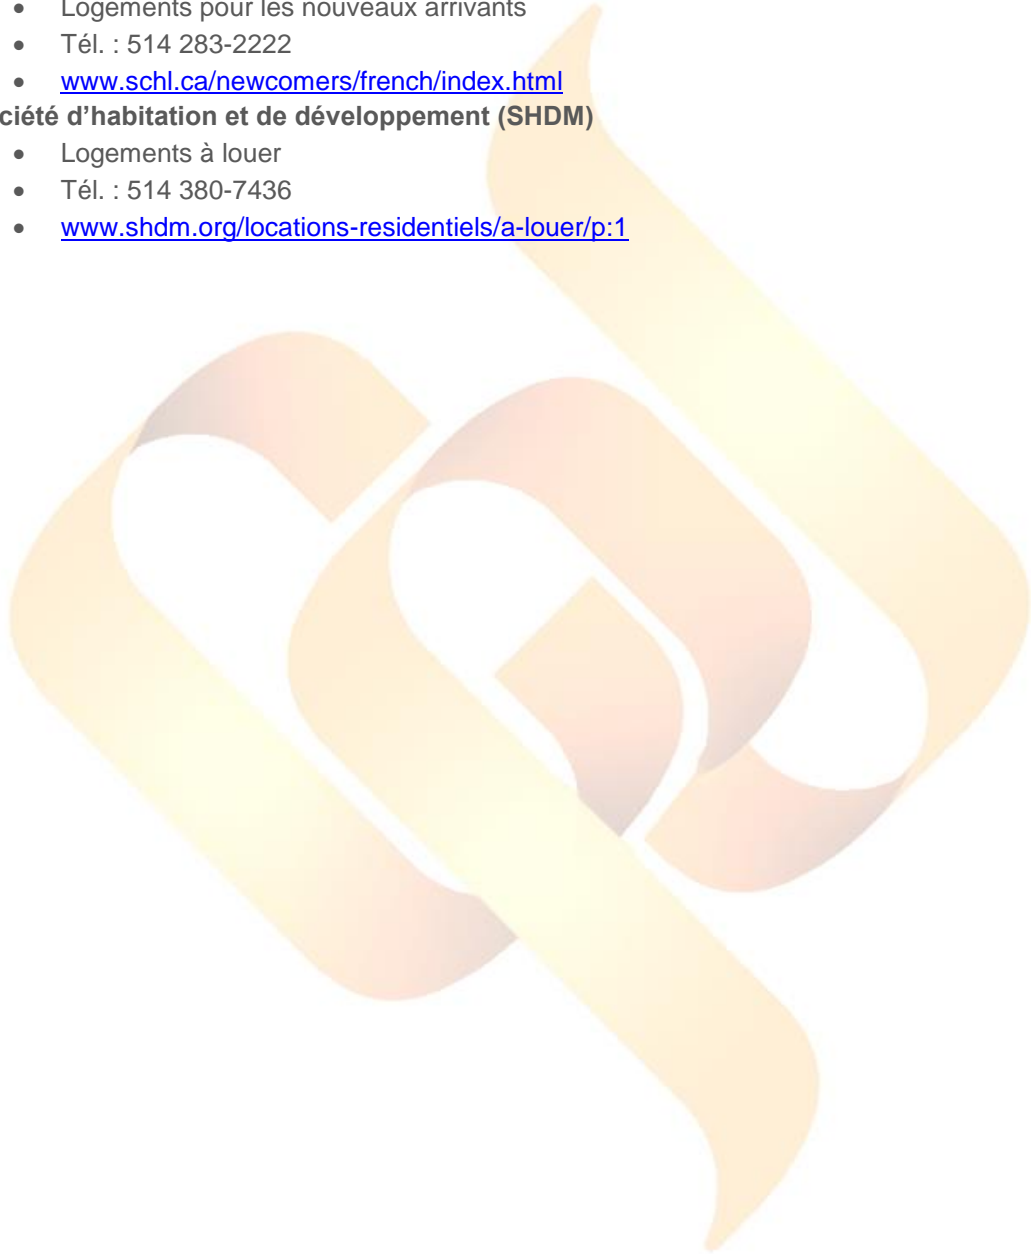 • Logements pour les nouveaux arrivants
• Tél. : 514 283-2222
• www.schl.ca/newcomers/french/index.html
ciété d’habitation et de développement (SHDM)
• Logements à louer
• Tél. : 514 380-7436
• www.shdm.org/locations-residentiels/a-louer/p:1